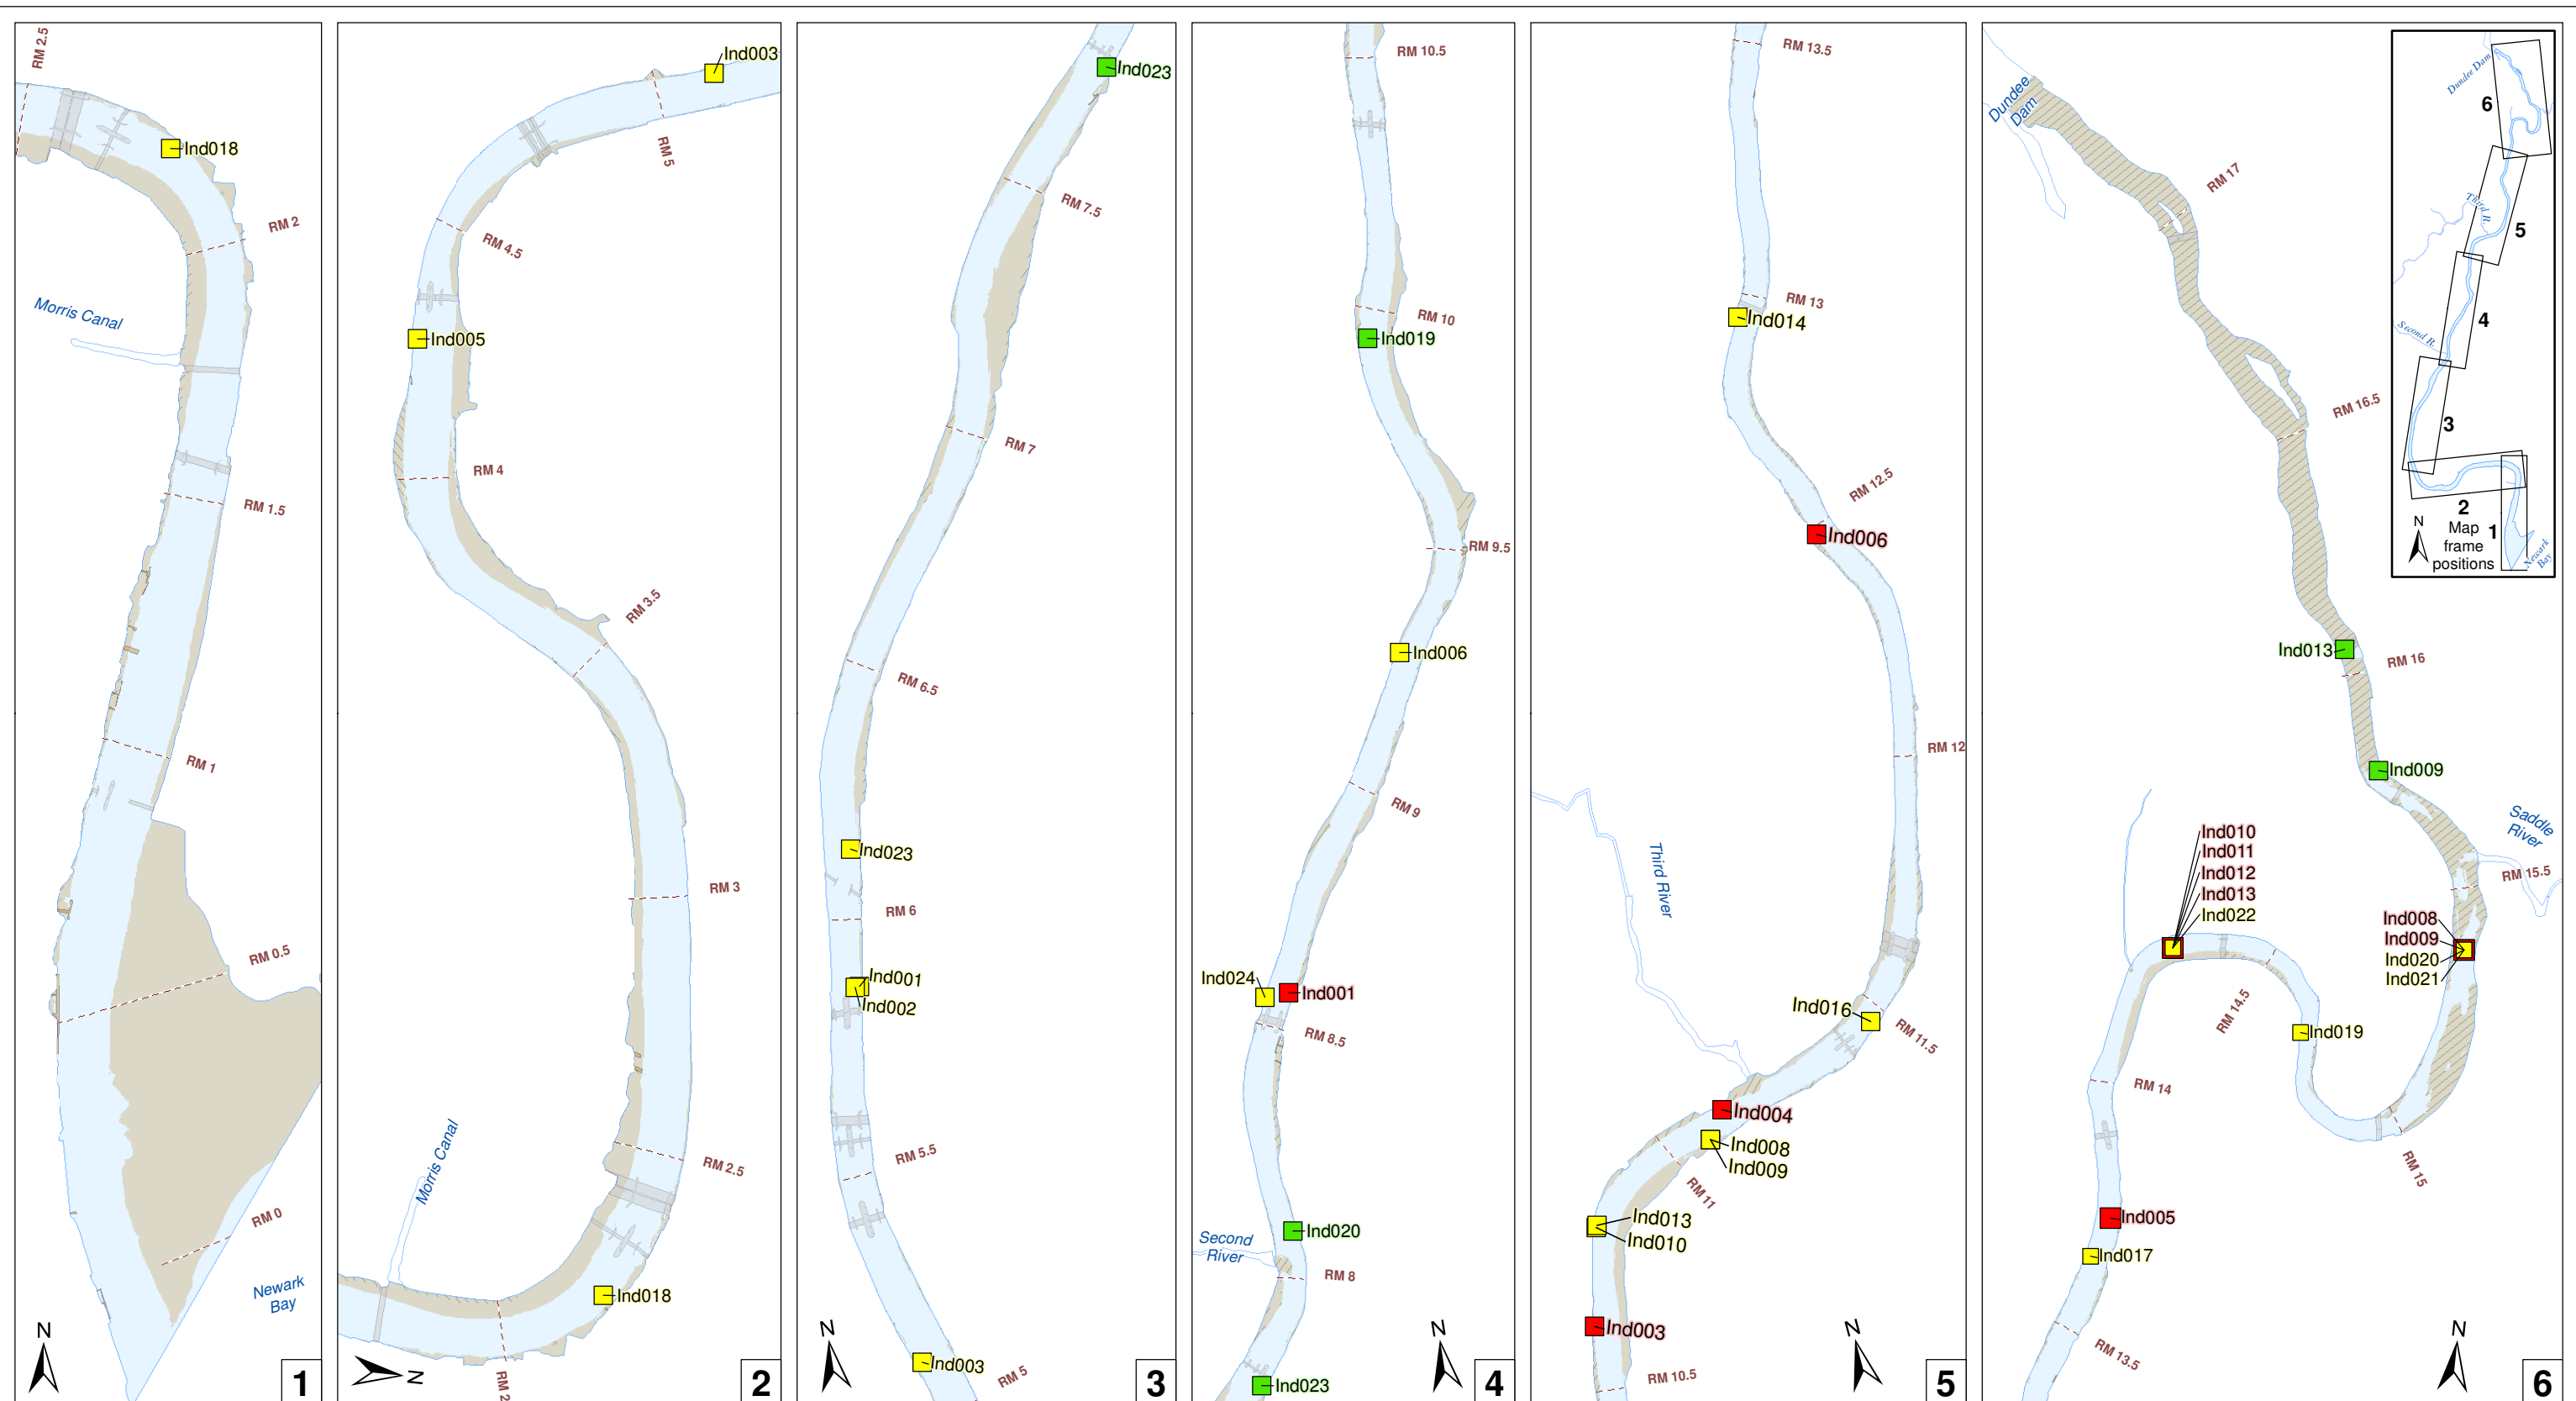 RM 2.5
Ind018
RM 2
Morris Canal
RM 1.5
RM 1
RM 0.5
RM 0
Newark
Bay
N
1
Ind003
RM 5
RM 4.5
Ind005
RM 4
RM 3.5
RM 3
RM 2.5
Morris Canal
Ind018
RM 2
N
2
Ind023
RM 7.5
RM 7
RM 6.5
Ind023
RM 6
Ind001
Ind002
RM 5.5
Ind003
RM 5
N
3
RM 10.5
RM 10
Ind019
RM 9.5
Ind006
RM 9
Ind024
Ind001
RM 8.5
Ind020
Second
River
RM 8
Ind023
N
4
RM 13.5
RM 13
Ind014
RM 12.5
Ind006
RM 12
Third River
Ind016
RM 11.5
Ind004
Ind008
Ind009
RM 11
Ind013
Ind010
Ind003
RM 10.5
N
5
Dundee
Dam
RM 17
RM 16.5
Ind013
RM 16
Ind009
Saddle
River
RM 15.5
Ind010
Ind011
Ind012
Ind013
Ind022
Ind008
Ind009
Ind020
Ind021
RM 14.5
Ind019
RM 14
RM 15
Ind005
Ind017
RM 13.5
N
6
Dundee Dam
6
Third R.
5
4
Second R.
3
2
1
N
Map
frame
positions
Newark
Bay